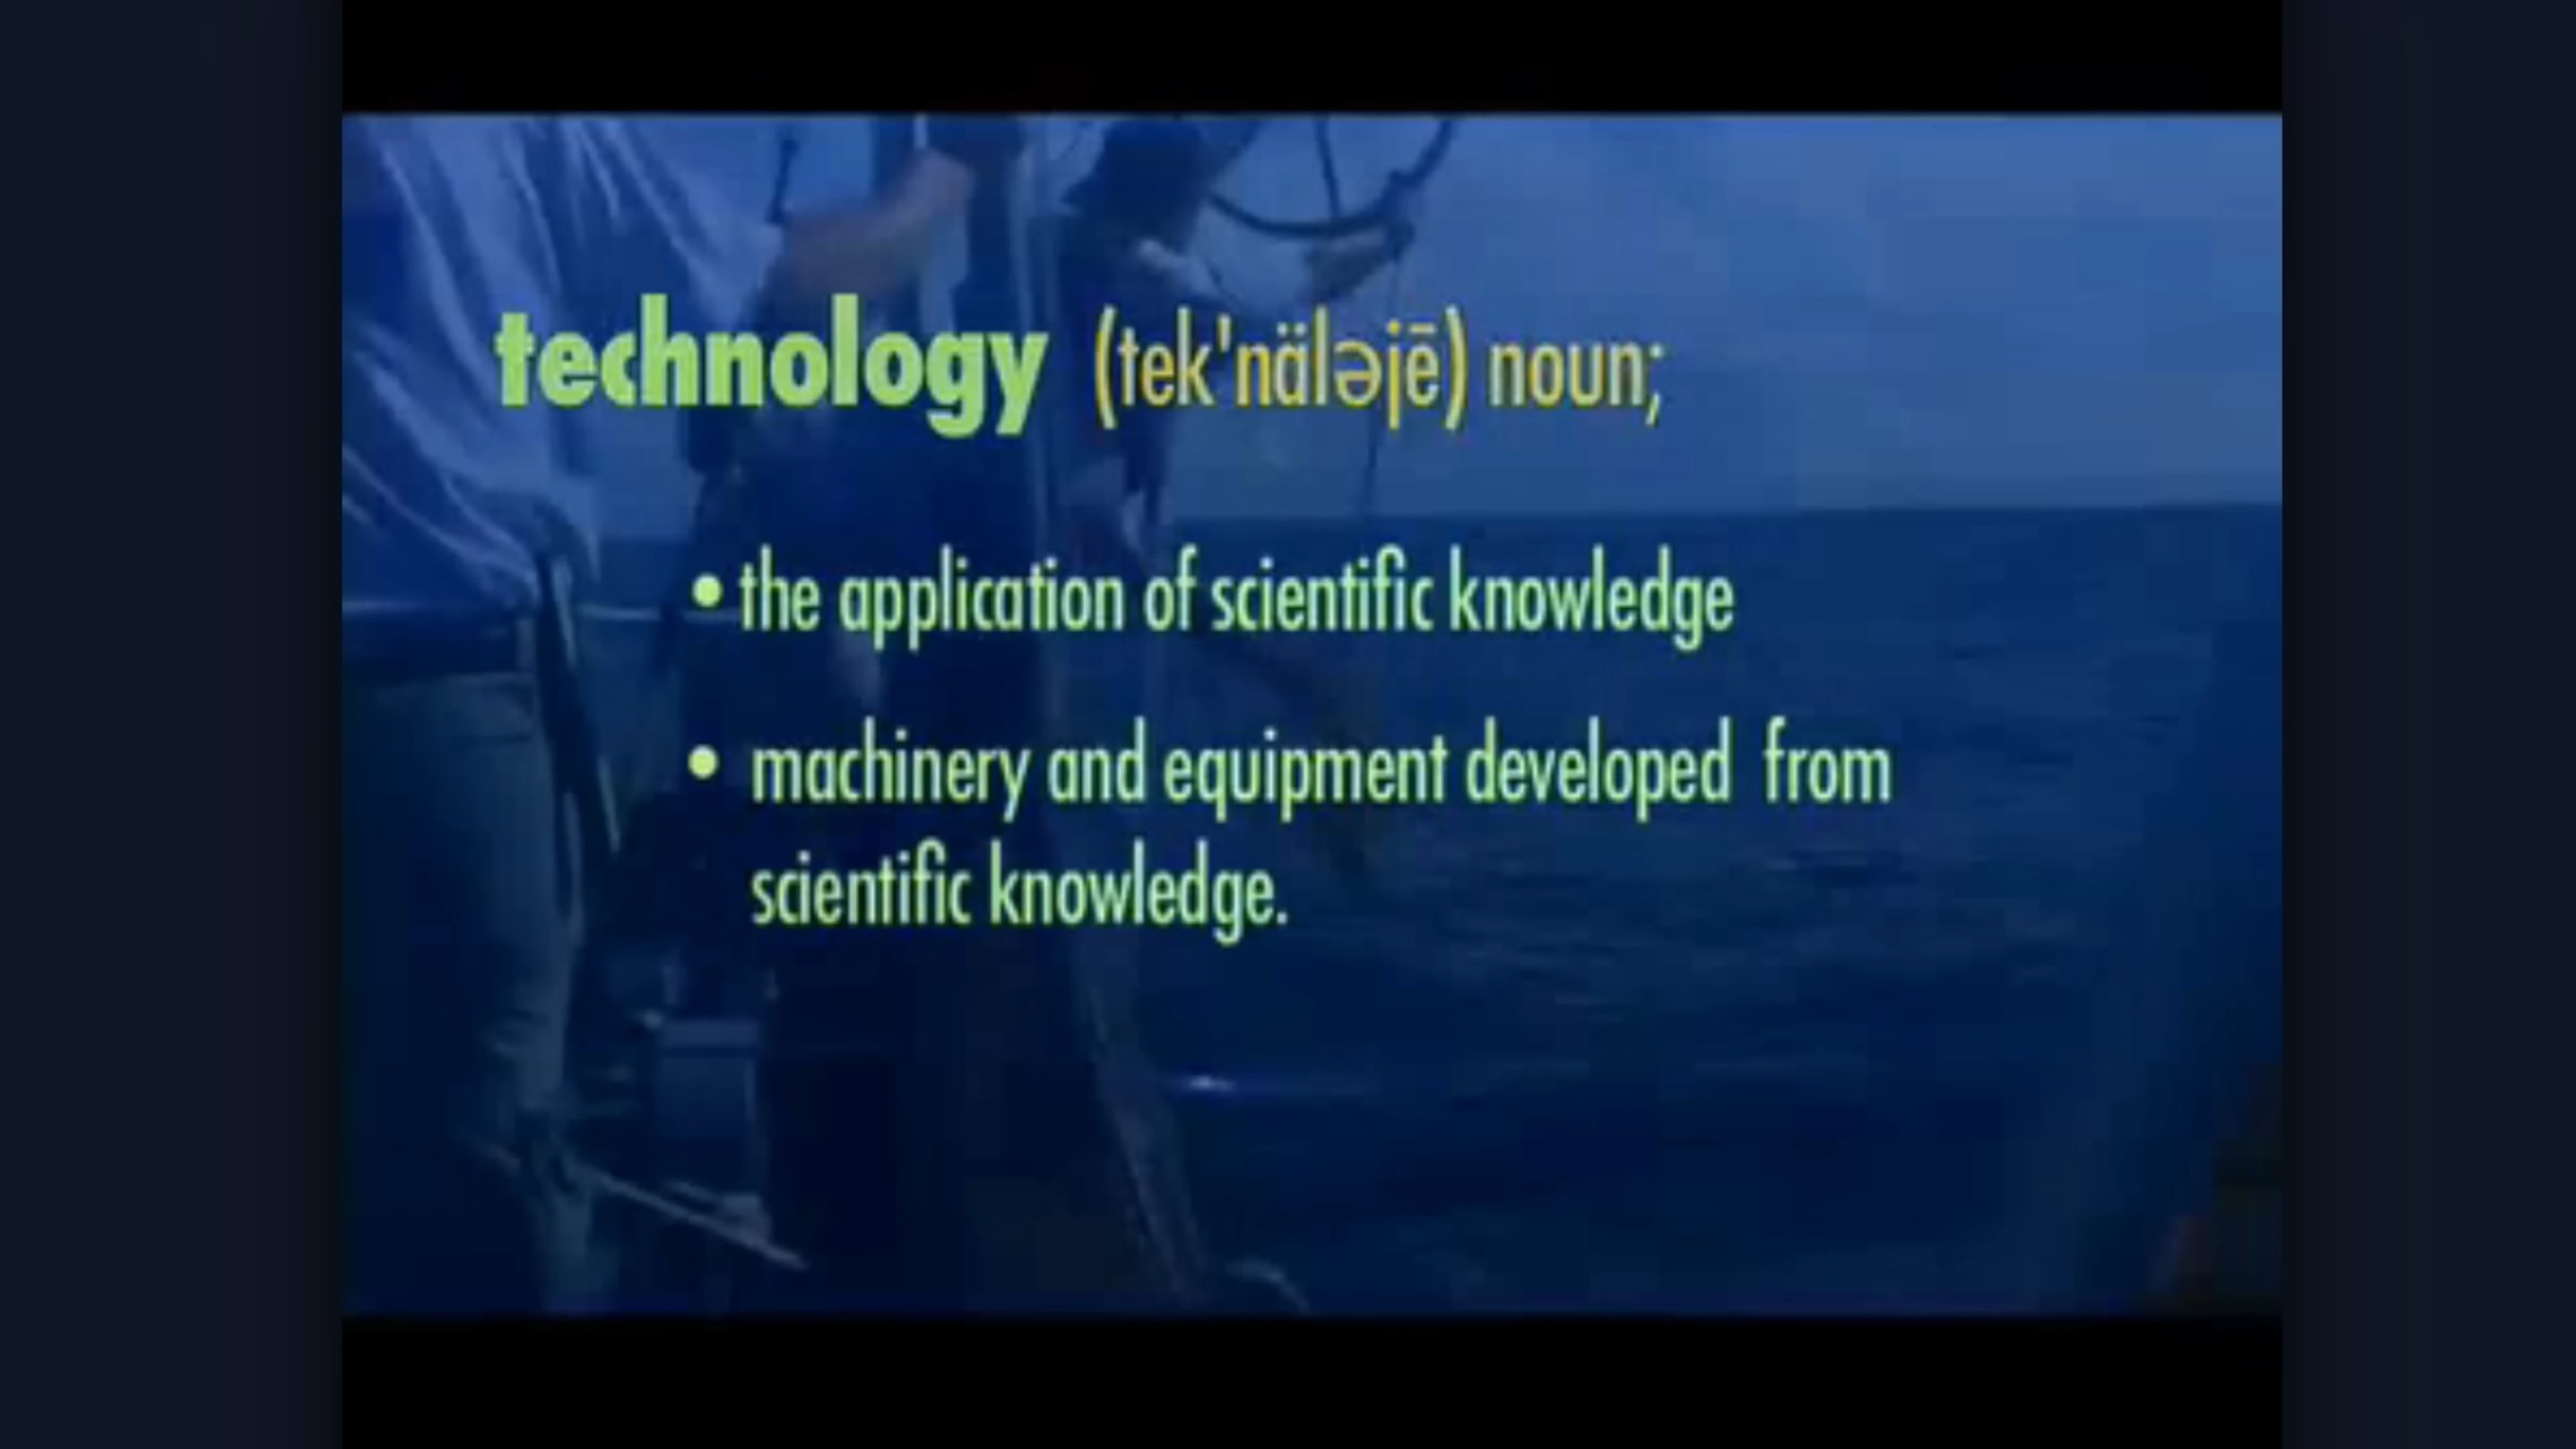 technology (tek'näləjē) noun;
• the application of scientific knowledge
• machinery and equipment developed from
scientific knowledge.